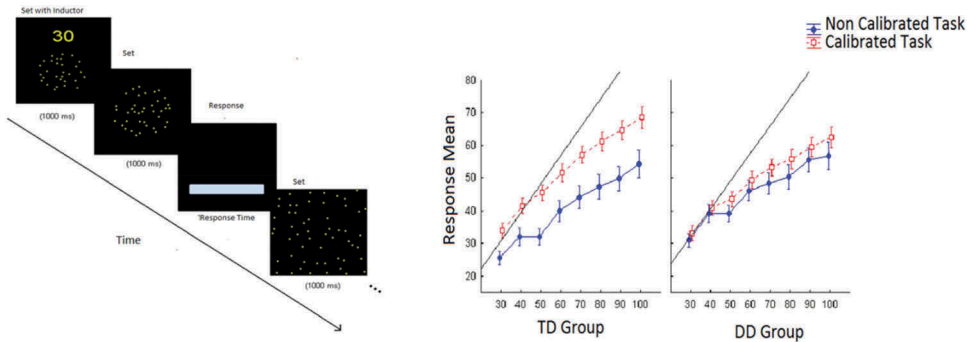 Set with Inductor
30
(1000 ms)
Set
(1000 ms)
Response
'Response Time
Set
(1000 ms)
...
Time
Non Calibrated Task
Calibrated Task
Response Mean
80
70
60
50
40
30
20
30 40 50 60 70 80 90 100
TD Group
30 40 50 60 70 80 90 100
DD Group